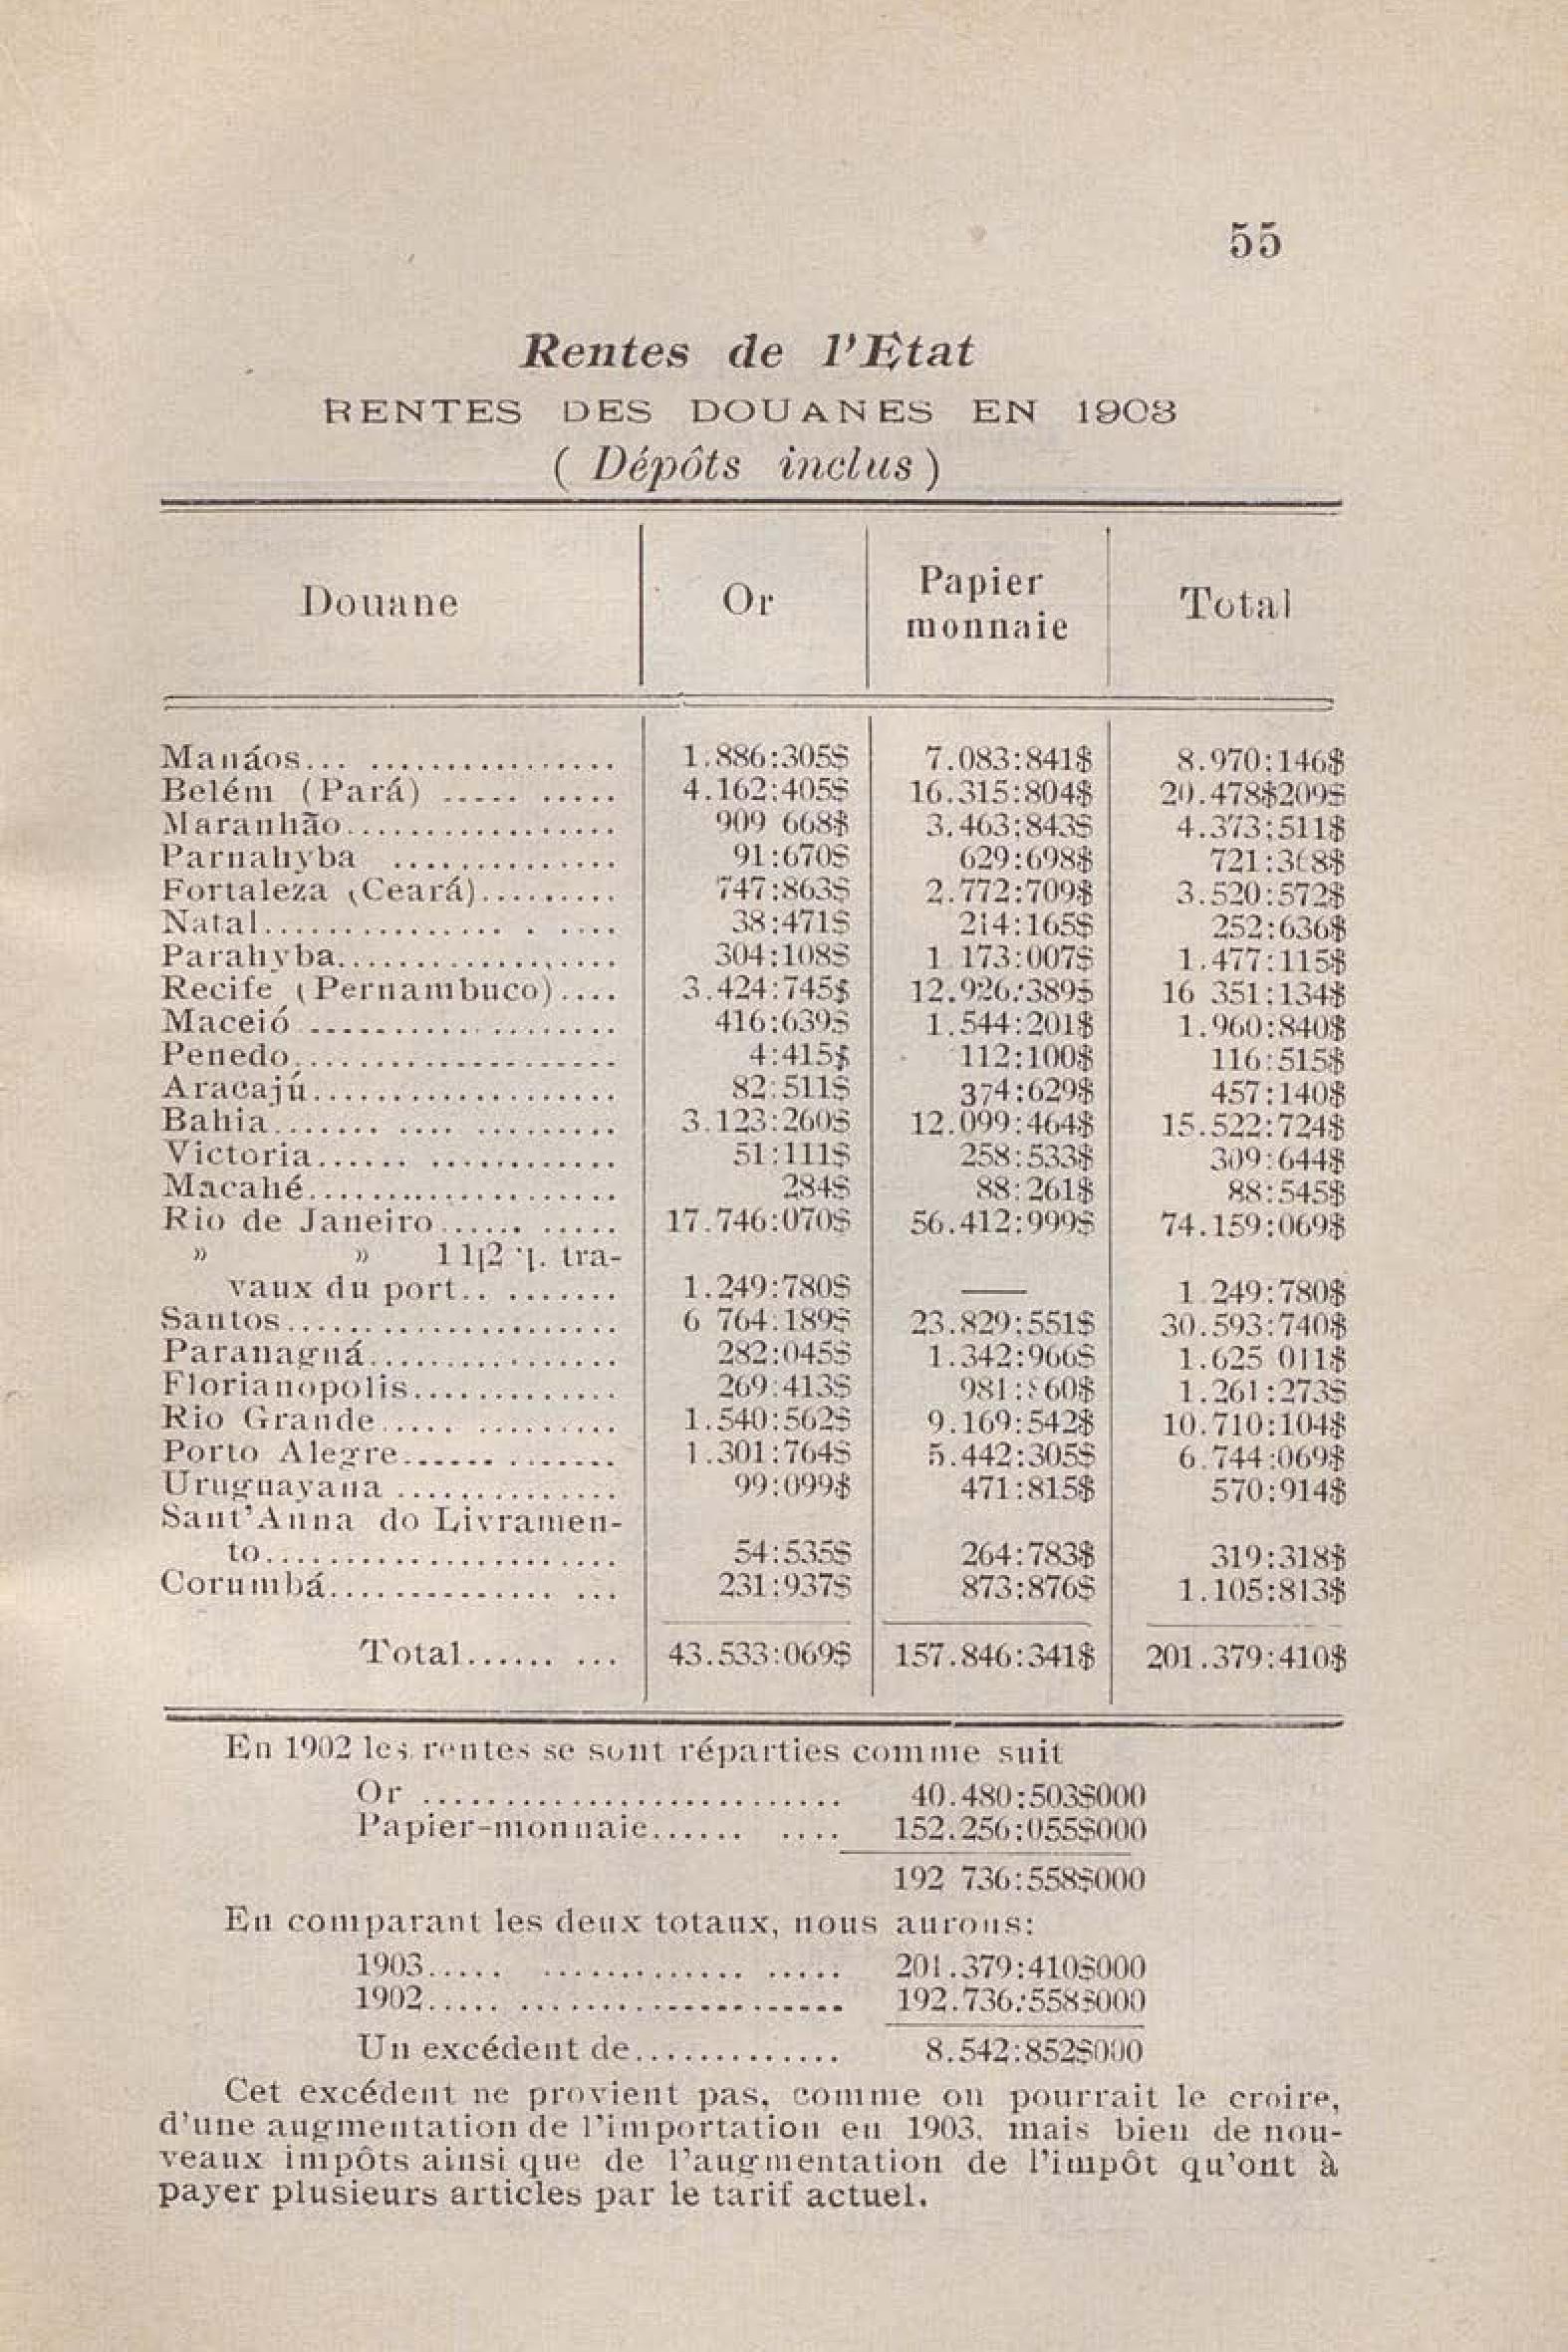 55
Rentes de l'Etat
RENTES DES DOUANES EN 1903
( Dépôts inclus )
Douane Or Papier monnaie Total
Manáos... ................ 1.886:305$ 7.083:841$ 8.970:146$
Belém (Pará) ..... ..... 4.162:405$ 16.315:804$ 20.478$209$
Maranhão.................. 909 668$ 3.463:843$ 4.373:511$
Parnahyba ............... 91:670$ 629:698$ 721:368$
Fortaleza (Ceará)......... 747:863$ 2.772:709$ 3.520:572$
Natal................ . .... 38:471$ 214:165$ 252:636$
Parahyba.................. 304:108$ 1 173:007$ 1.477:115$
Recife (Pernambuco).... 3.424:745$ 12.926:389$ 16 351:134$
Maceió .................... 416:639$ 1.544:201$ 1.960:840$
Penedo..................... 4:415$ 112:100$ 116:515$
Aracajú.................... 82:511$ 374:629$ 457:140$
Bahia....... .... ......... 3.123:260$ 12.099:464$ 15.522:724$
Victoria...... ............ 51:111$ 258:533$ 309:644$
Macahé.................... 284$ 88:261$ 88:545$
Rio de Janeiro...... ..... 17.746:070$ 56.412:999$ 74.159:069$
» » 1 1|2 ·|. tra-
vaux du port.. ....... 1.249:780$ — 1 249:780$
Santos...................... 6 764:189$ 23.829:551$ 30.593:740$
Paranaguá................ 282:045$ 1.342:966$ 1.625 011$
Florianopolis............. 269:413$ 981:860$ 1.261:273$
Rio Grande..... ......... 1.540:562$ 9.169:542$ 10.710:104$
Porto Alegre...... ....... 1.301:764$ 5.442:305$ 6.744:069$
Uruguayana ............... 99:099$ 471:815$ 570:914$
Sant'Anna do Livramen-
to....................... 54:535$ 264:783$ 319:318$
Corumbá............... ... 231:937$ 873:876$ 1.105:813$
Total...... ... 43.533:069$ 157.846:341$ 201.379:410$
En 1902 les rentes se sont réparties comme suit
Or ........................... 40.480:503$000
Papier-monnaie...... .... 152.256:055$000
192 736:558$000
En comparant les deux totaux, nous aurons:
1903..... ............. ..... 201.379:410$000
1902..... ..................... 192.736:558$000
Un excédent de............. 8.542:852$000
Cet excédent ne provient pas, comme on pourrait le croire,
d'une augmentation de l'importation en 1903, mais bien de nou-
veaux impôts ainsi que de l'augmentation de l'impôt qu'ont à
payer plusieurs articles par le tarif actuel.